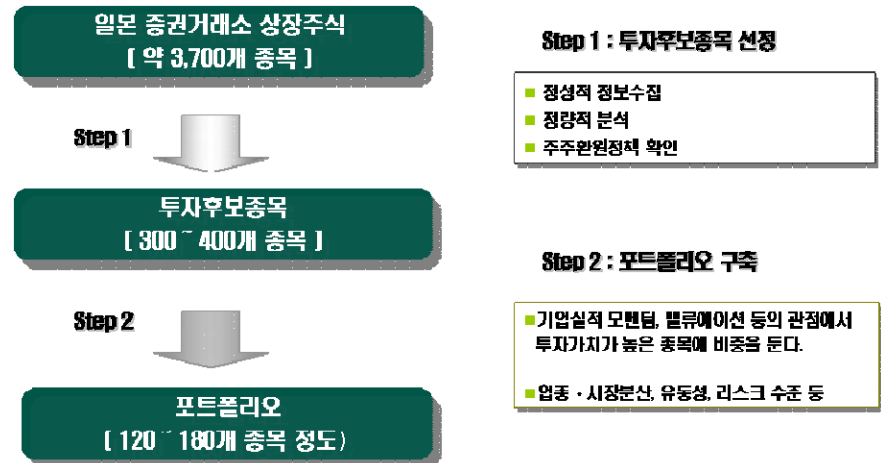 일본 증권거래소 상장주식
[ 약 3,700개 종목 ]
Step 1
투자후보종목
[ 300 ~ 400개 종목 ]
Step 2
포트폴리오
[ 120 ~ 180개 종목 정도)
Step 1 : 투자후보종목 선정
■ 정성적 정보수집
■ 정량적 분석
■ 주주환원정책 확인
Step 2 : 포트폴리오 구축
■기업실적 모멘텀, 밸류에이션 등의 관점에서
투자가치가 높은 종목에 비중을 둔다.
■업종 · 시장분산, 유동성, 리스크 수준 등